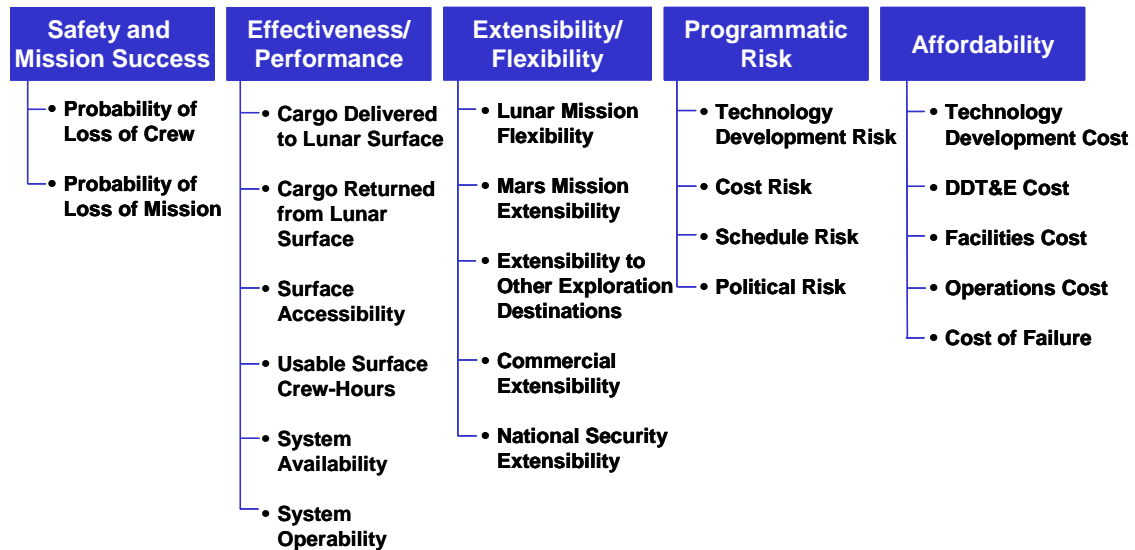 Safety and
Mission Success
• Probability of
Loss of Crew
• Probability of
Loss of Mission
Effectiveness/
Performance
• Cargo Delivered
to Lunar Surface
• Cargo Returned
from Lunar
Surface
• Surface
Accessibility
• Usable Surface
Crew-Hours
• System
Availability
• System
Operability
Extensibility/
Flexibility
• Lunar Mission
Flexibility
• Mars Mission
Extensibility
• Extensibility to
Other Exploration
Destinations
• Commercial
Extensibility
• National Security
Extensibility
Programmatic
Risk
• Technology
Development Risk
• Cost Risk
• Schedule Risk
• Political Risk
Affordability
• Technology
Development Cost
• DDT&E Cost
• Facilities Cost
• Operations Cost
• Cost of Failure